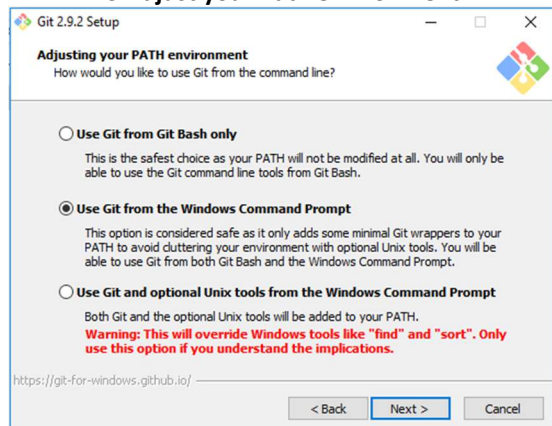 Git 2.9.2 Setup
Adjusting your PATH environment
How would you like to use Git from the command line?
Use Git from Git Bash only
This is the safest choice as your PATH will not be modified at all. You will only be
able to use the Git command line tools from Git Bash.
Use Git from the Windows Command Prompt
This option is considered safe as it only adds some minimal Git wrappers to your
PATH to avoid cluttering your environment with optional Unix tools. You will be
able to use Git from both Git Bash and the Windows Command Prompt.
Use Git and optional Unix tools from the Windows Command Prompt
Both Git and the optional Unix tools will be added to your PATH.
Warning: This will override Windows tools like "find" and "sort". Only
use this option if you understand the implications.
https://git-for-windows.github.io/
< Back Next > Cancel